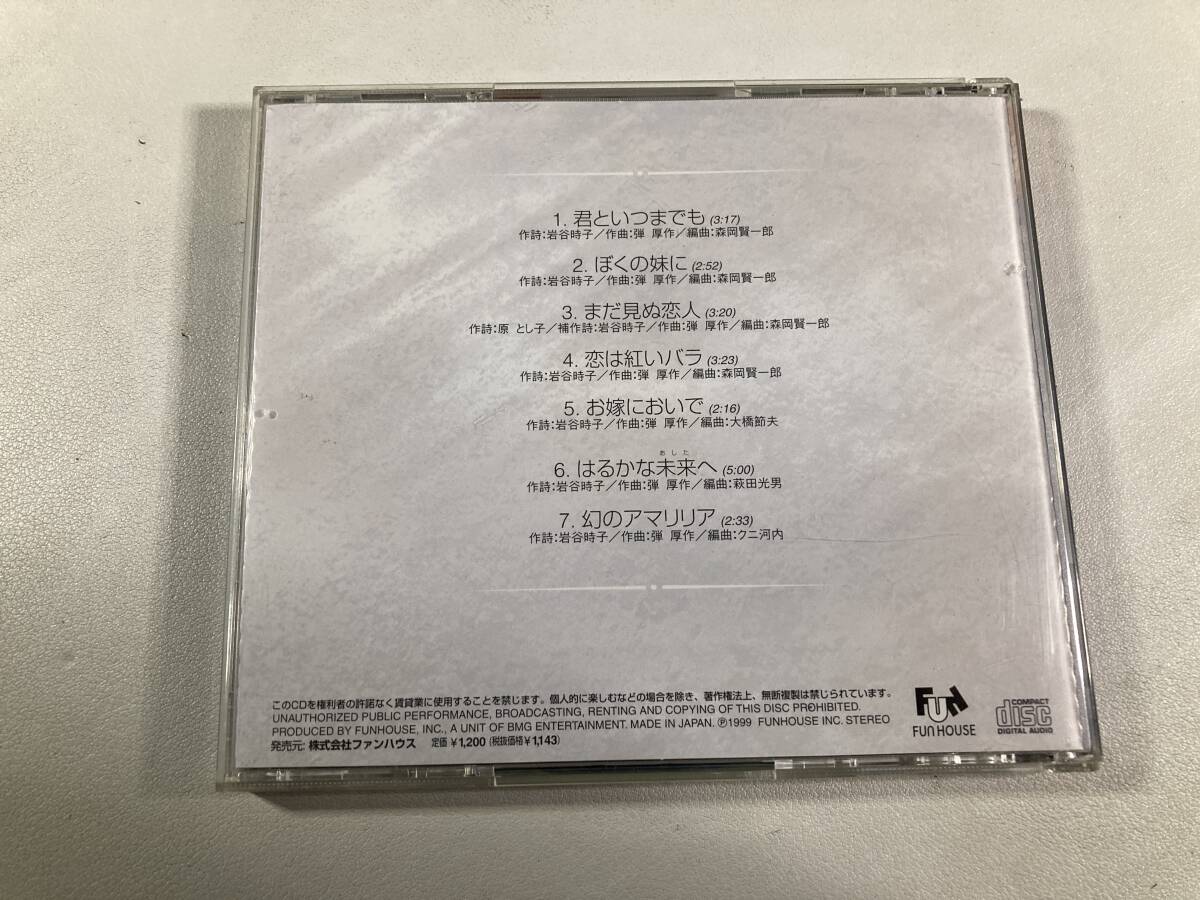 1. 君といつまでも (3:17)
作詩:岩谷時子／作曲:弾 厚作／編曲:森岡賢一郎
2. ぼくの妹に (2:52)
作詩:岩谷時子／作曲:弾 厚作／編曲:森岡賢一郎
3. まだ見ぬ恋人 (3:20)
作詩:原 とし子／補作詩:岩谷時子／作曲:弾 厚作／編曲:森岡賢一郎
4. 恋は紅いバラ (3:23)
作詩:岩谷時子／作曲:弾 厚作／編曲:森岡賢一郎
5. お嫁においで (2:16)
作詩:岩谷時子／作曲:弾 厚作／編曲:大橋節夫
あした
6. はるかな未来へ (5:00)
作詩:岩谷時子／作曲:弾 厚作／編曲:萩田光男
7. 幻のアマリリア (2:33)
作詩:岩谷時子／作曲:弾 厚作／編曲:クニ河内
このCDを権利者の許諾なく賃貸業に使用することを禁じます。個人的に楽しむなどの場合を除き、著作権法上、無断複製は禁じられています。
UNAUTHORIZED PUBLIC PERFORMANCE, BROADCASTING, RENTING AND COPYING OF THIS DISC PROHIBITED.
PRODUCED BY FUNHOUSE, INC., A UNIT OF BMG ENTERTAINMENT. MADE IN JAPAN. ℗1999 FUNHOUSE INC. STEREO
発売元: 株式会社ファンハウス 定価 ¥1,200 (税抜価格¥1,143)
FUN
FUN HOUSE
COMPACT
disc
DIGITAL AUDIO